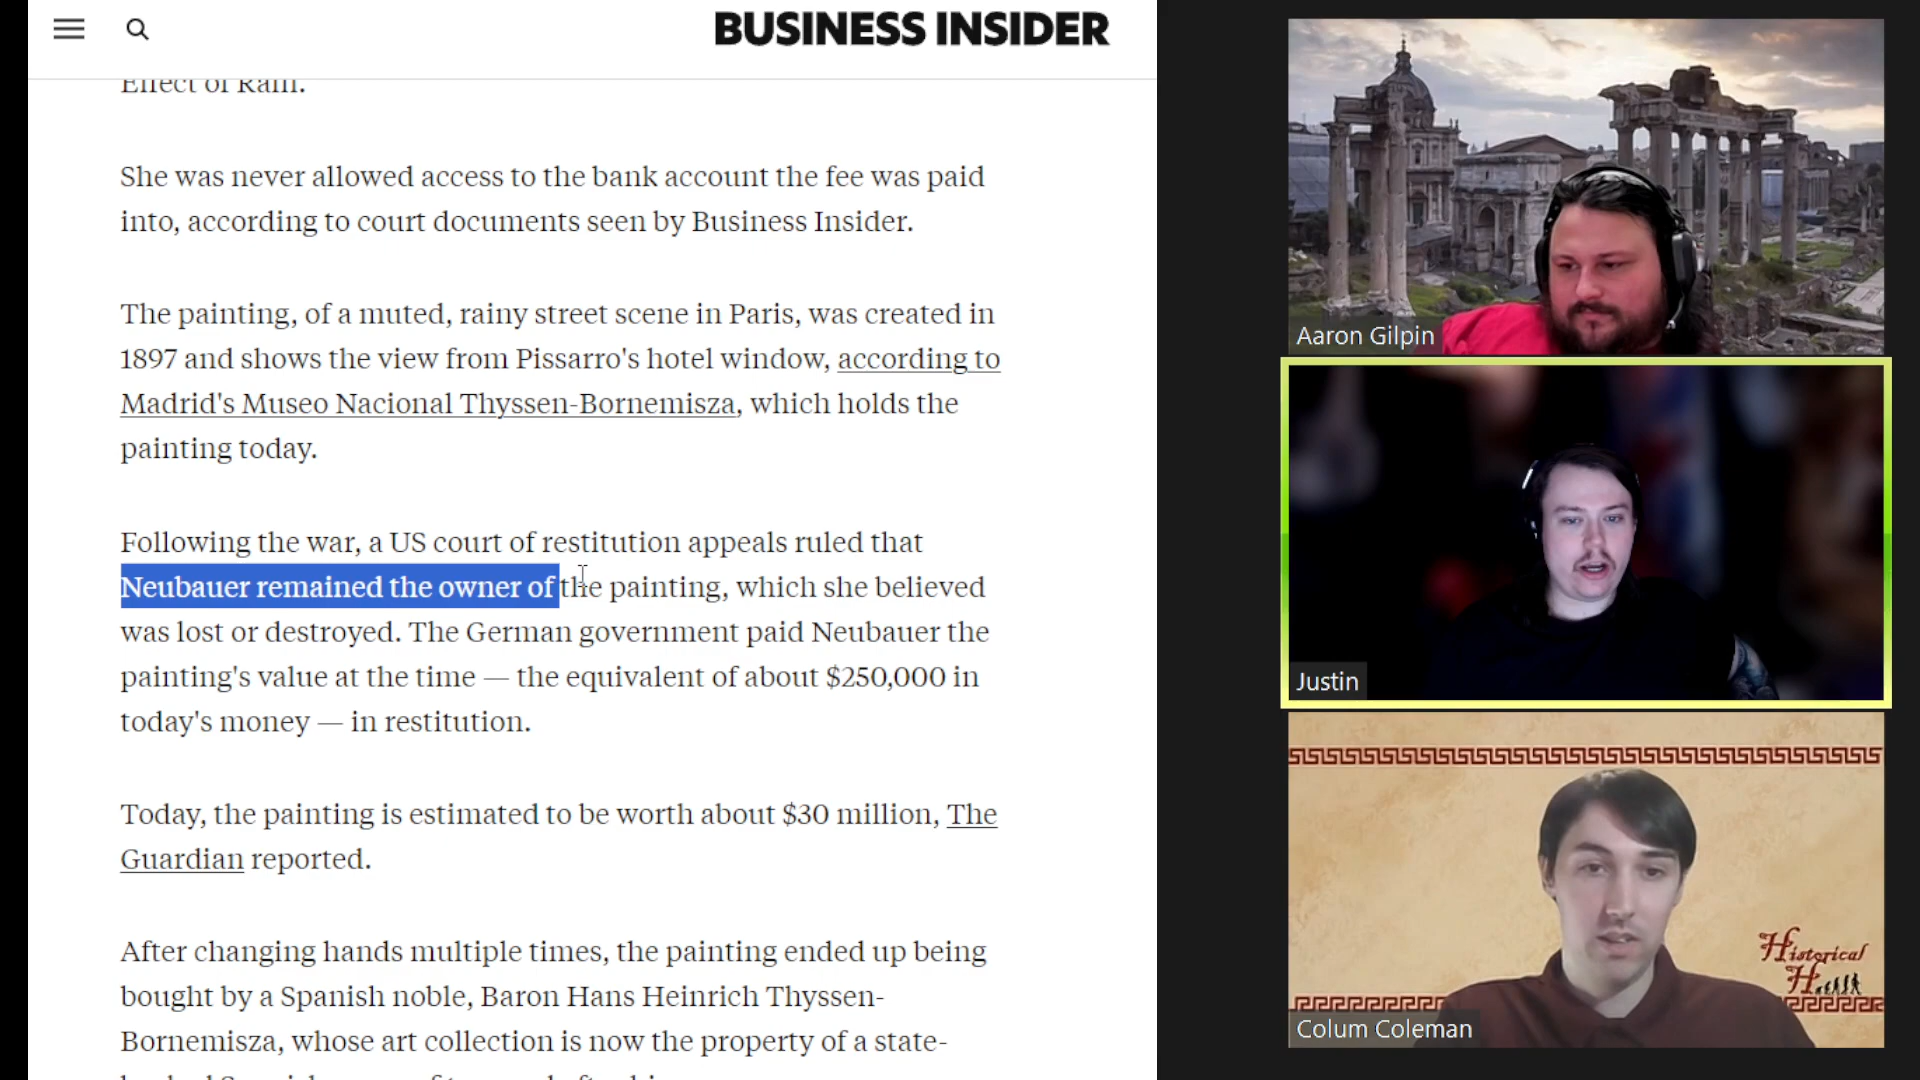 BUSINESS INSIDER
Effect of Rain.
She was never allowed access to the bank account the fee was paid
into, according to court documents seen by Business Insider.
The painting, of a muted, rainy street scene in Paris, was created in
1897 and shows the view from Pissarro's hotel window, according to
Madrid's Museo Nacional Thyssen-Bornemisza, which holds the
painting today.
Following the war, a US court of restitution appeals ruled that
Neubauer remained the owner of the painting, which she believed
was lost or destroyed. The German government paid Neubauer the
painting's value at the time — the equivalent of about $250,000 in
today's money — in restitution.
Today, the painting is estimated to be worth about $30 million, The
Guardian reported.
After changing hands multiple times, the painting ended up being
bought by a Spanish noble, Baron Hans Heinrich Thyssen-
Bornemisza, whose art collection is now the property of a state-
Aaron Gilpin
Justin
Historical
H
Colum Coleman